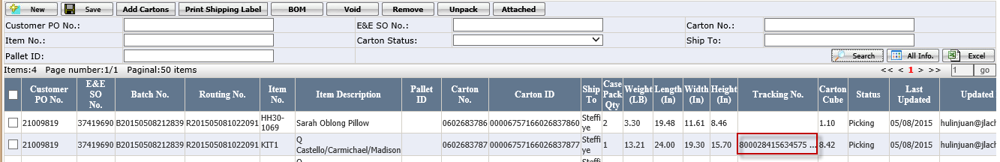 New Save Add Cartons Print Shipping Label BOM Void Remove Unpack Attached
Customer PO No.: E&E SO No.: Carton No.:
Item No.: Carton Status: Ship To:
Pallet ID:
Search All Info. Excel
Items:4 Page number:1/1 Paginal:50 items << < 1 > >> 1 go
Customer PO No. E&E SO No. Batch No. Routing No. Item No. Item Description Pallet ID Carton No. Carton ID Ship To Case Pack Qty Weight (LB) Length (In) Width (In) Height (In) Tracking No. Carton Cube Status Last Updated Updated
21009819 37419690 B20150508212839 R201505081022091 HH30-1069 Sarah Oblong Pillow 0602683786 00006757166026837860 Steffi ye 2 3.30 19.48 11.61 8.46 1.10 Picking 05/08/2015 hulinjuan@jlach
21009819 37419690 B20150508212839 R201505081022091 KIT1 Q Castello/Carmichael/Madison 0602683787 00006757166026837877 Steffi ye 1 13.21 24.00 19.30 15.70 800028415634575 ... 8.42 Picking 05/08/2015 hulinjuan@jlach